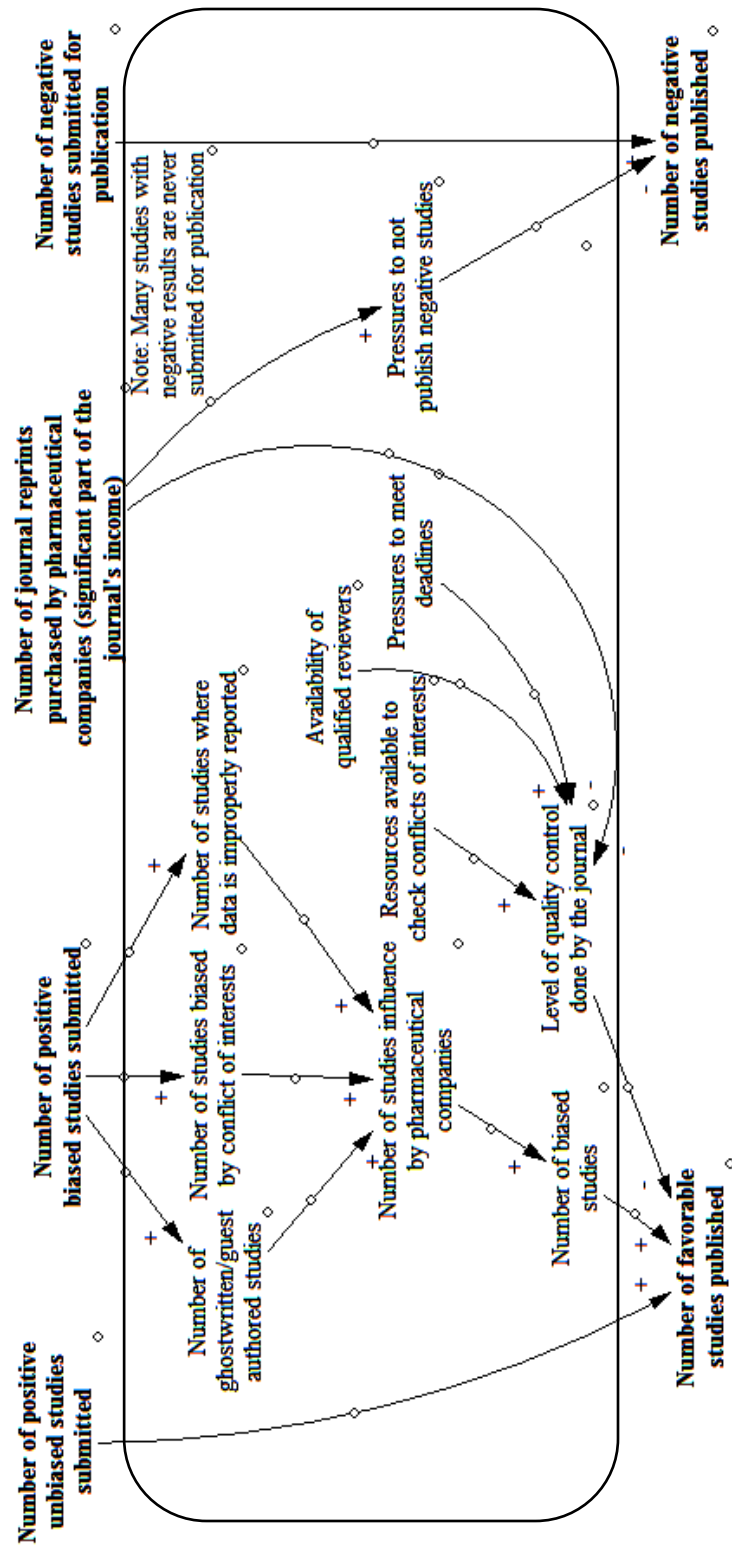 Number of positive
unbiased studies
submitted
Number of positive
biased studies submitted
Number of journal reprints
purchased by pharmaceutical
companies (significant part of the
journal's income)
Number of negative
studies submitted for
publication
Note: Many studies with
negative results are never
submitted for publication
Number of
ghostwritten/guest
authored studies
Number of studies biased
by conflict of interests
Number of studies where
data is improperly reported
Availability of
qualified reviewers
Number of studies influence
by pharmaceutical
companies
Resources available to
check conflicts of interests
Pressures to meet
deadlines
Pressures to not
publish negative studies
Number of biased
studies
Level of quality control
done by the journal
Number of favorable
studies published
Number of negative
studies published
+
+
+
+
+
+
+
+
+
+
+
+
+
-
-
-
-